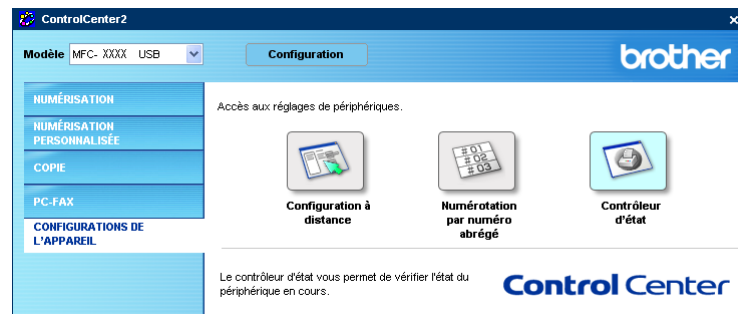 ControlCenter2
Modèle MFC- XXXX USB
Configuration
brother
NUMÉRISATION
NUMÉRISATION
PERSONNALISÉE
COPIE
PC-FAX
CONFIGURATIONS DE
L'APPAREIL
Accès aux réglages de périphériques.
# 01
# 02
# 03
Configuration à
distance
Numérotation
par numéro
abrégé
Contrôleur
d'état
Le contrôleur d'état vous permet de vérifier l'état du
périphérique en cours.
Control Center